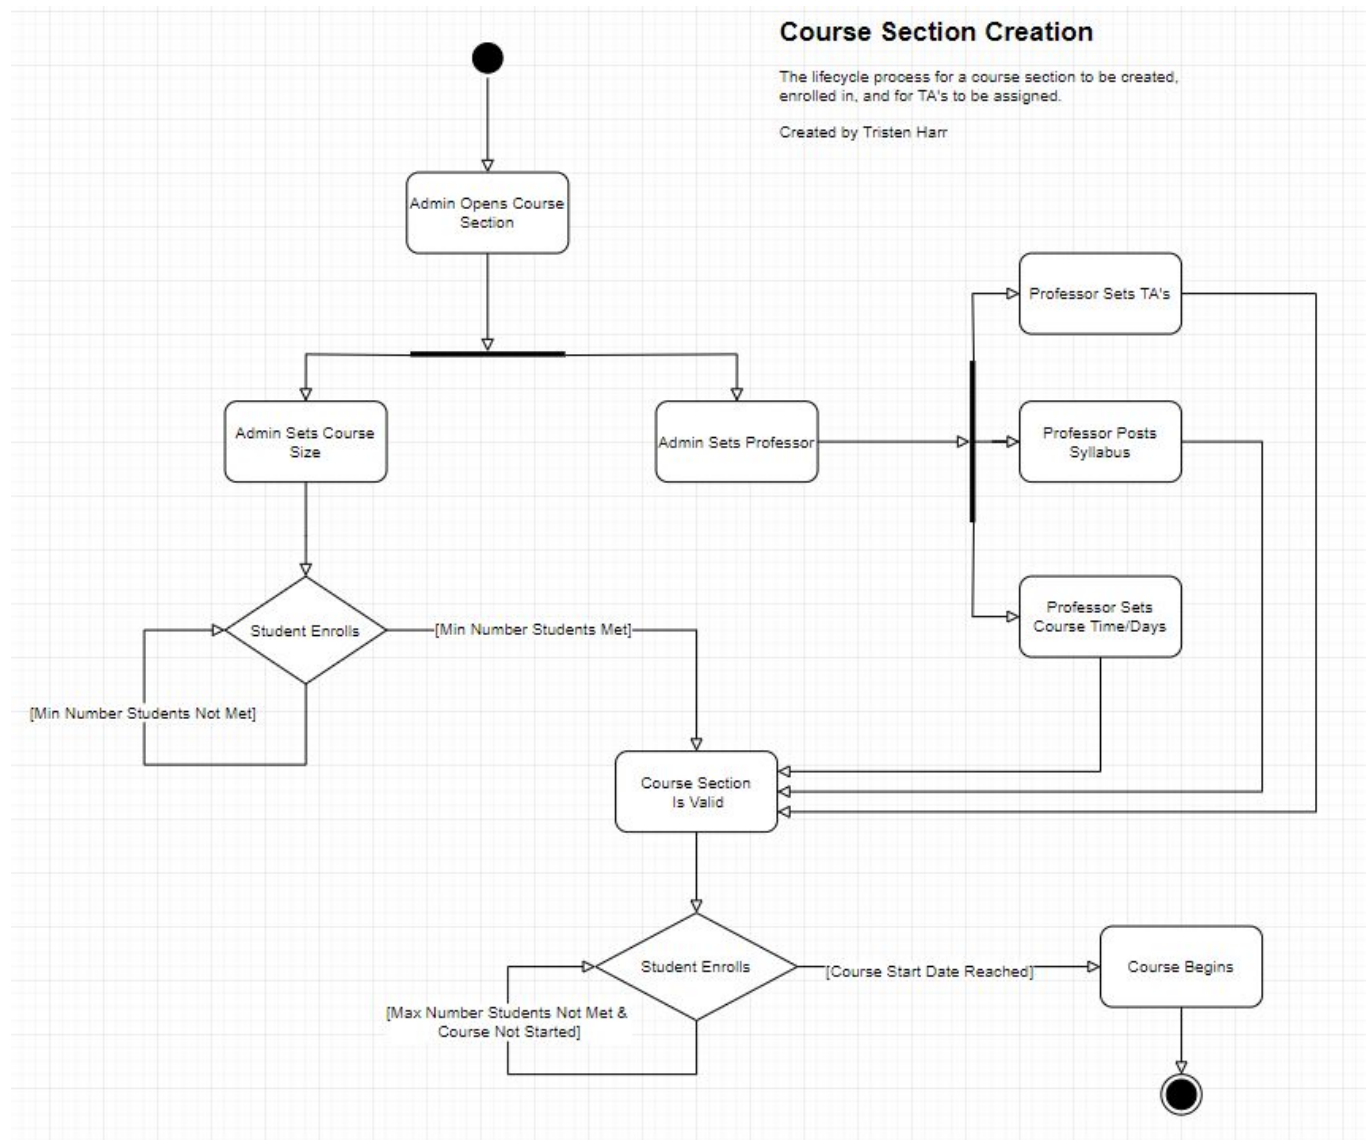 Course Section Creation
The lifecycle process for a course section to be created,
enrolled in, and for TA's to be assigned.
Created by Tristen Harr
Admin Opens Course
Section
Professor Sets TA's
Admin Sets Course
Size
Admin Sets Professor
Professor Posts
Syllabus
Professor Sets
Course Time/Days
Student Enrolls
[Min Number Students Met]
[Min Number Students Not Met]
Course Section
Is Valid
Student Enrolls
[Course Start Date Reached]
Course Begins
[Max Number Students Not Met &
Course Not Started]